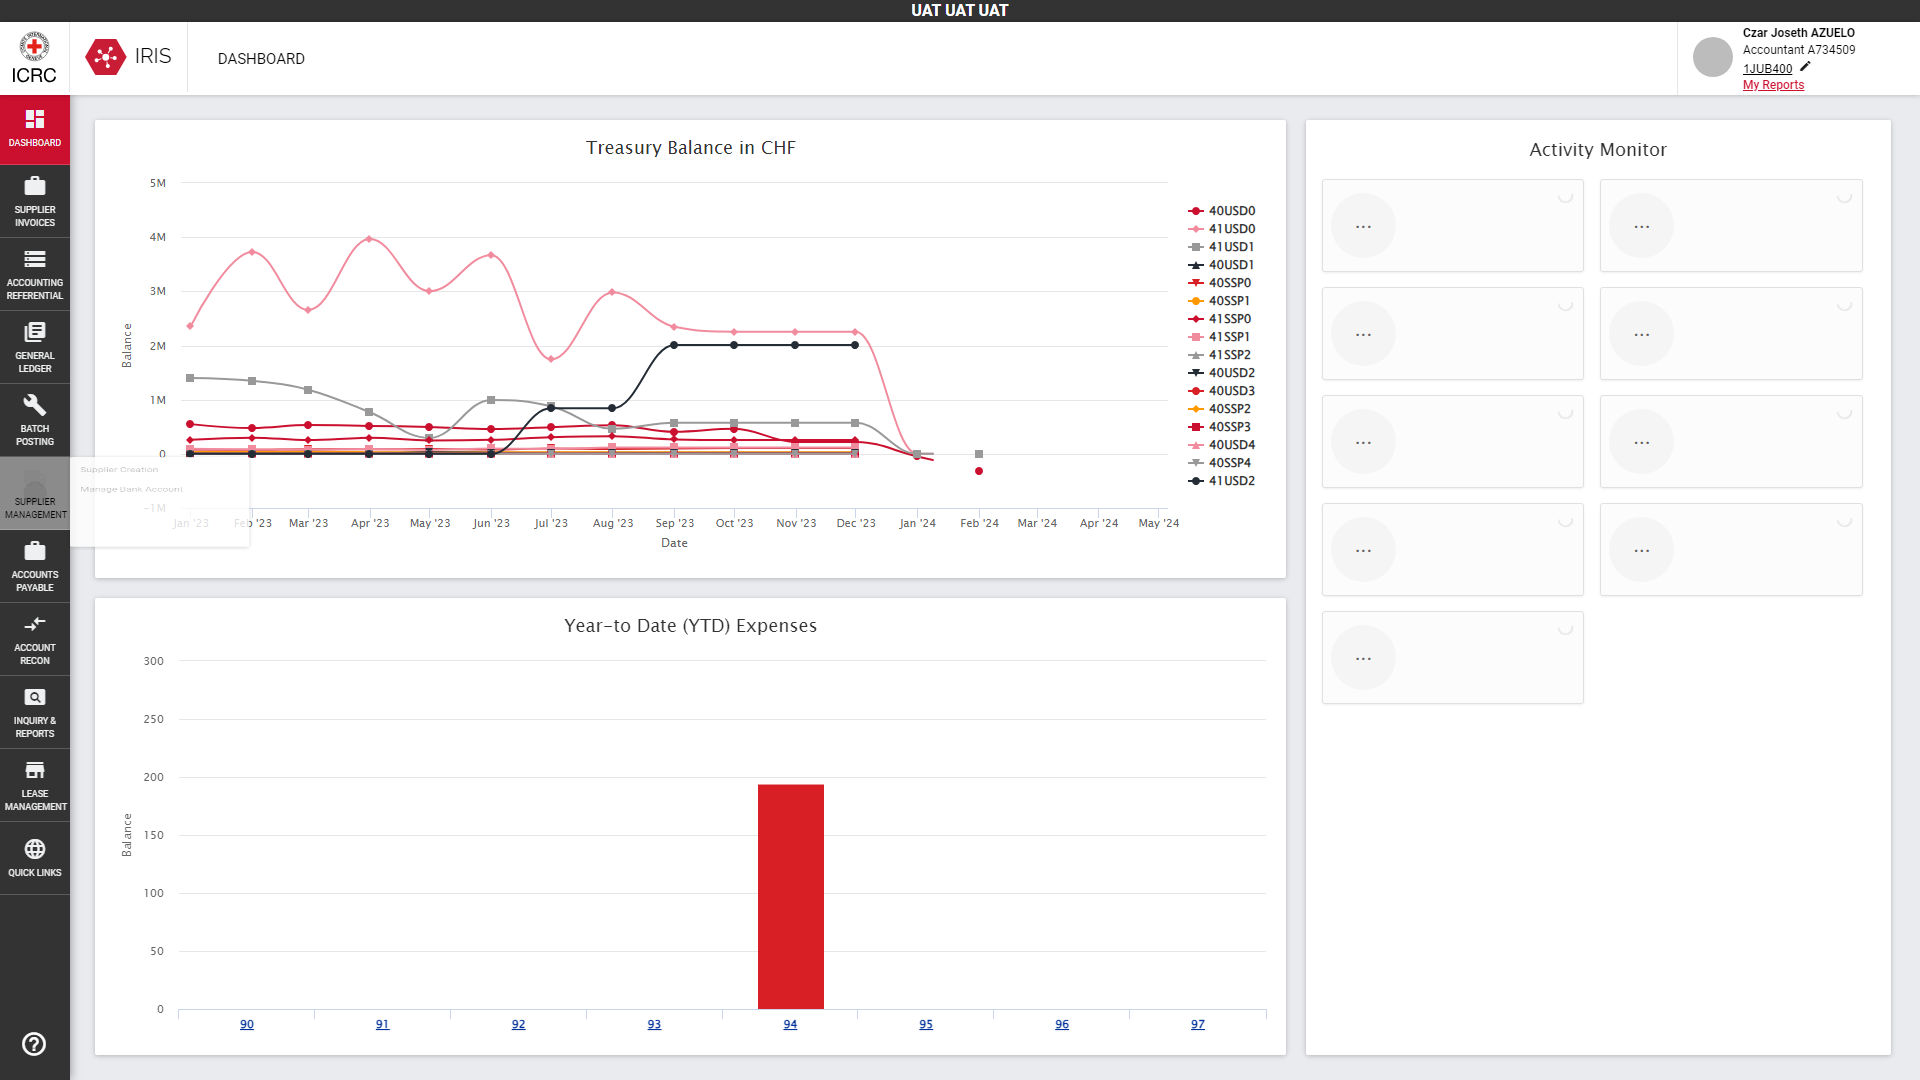 UAT UAT UAT
ICRC
IRIS
DASHBOARD
Czar Joseth AZUELO
Accountant A734509
1JUB400
My Reports
DASHBOARD
SUPPLIER
INVOICES
ACCOUNTING
REFERENTIAL
GENERAL
LEDGER
BATCH
POSTING
SUPPLIER
MANAGEMENT
Supplier Creation
Manage Bank Account
ACCOUNTS
PAYABLE
ACCOUNT
RECON
INQUIRY &
REPORTS
LEASE
MANAGEMENT
QUICK LINKS
Treasury Balance in CHF
Balance
5M
4M
3M
2M
1M
0
-1M
Jan '23 Feb '23 Mar '23 Apr '23 May '23 Jun '23 Jul '23 Aug '23 Sep '23 Oct '23 Nov '23 Dec '23 Jan '24 Feb '24 Mar '24 Apr '24 May '24
Date
40USD0
41USD0
41USD1
40USD1
40SSP0
40SSP1
41SSP0
41SSP1
41SSP2
40USD2
40USD3
40SSP2
40SSP3
40USD4
40SSP4
41USD2
Year-to Date (YTD) Expenses
Balance
300
250
200
150
100
50
0
90 91 92 93 94 95 96 97
Activity Monitor
... ...
... ...
... ...
... ...
...